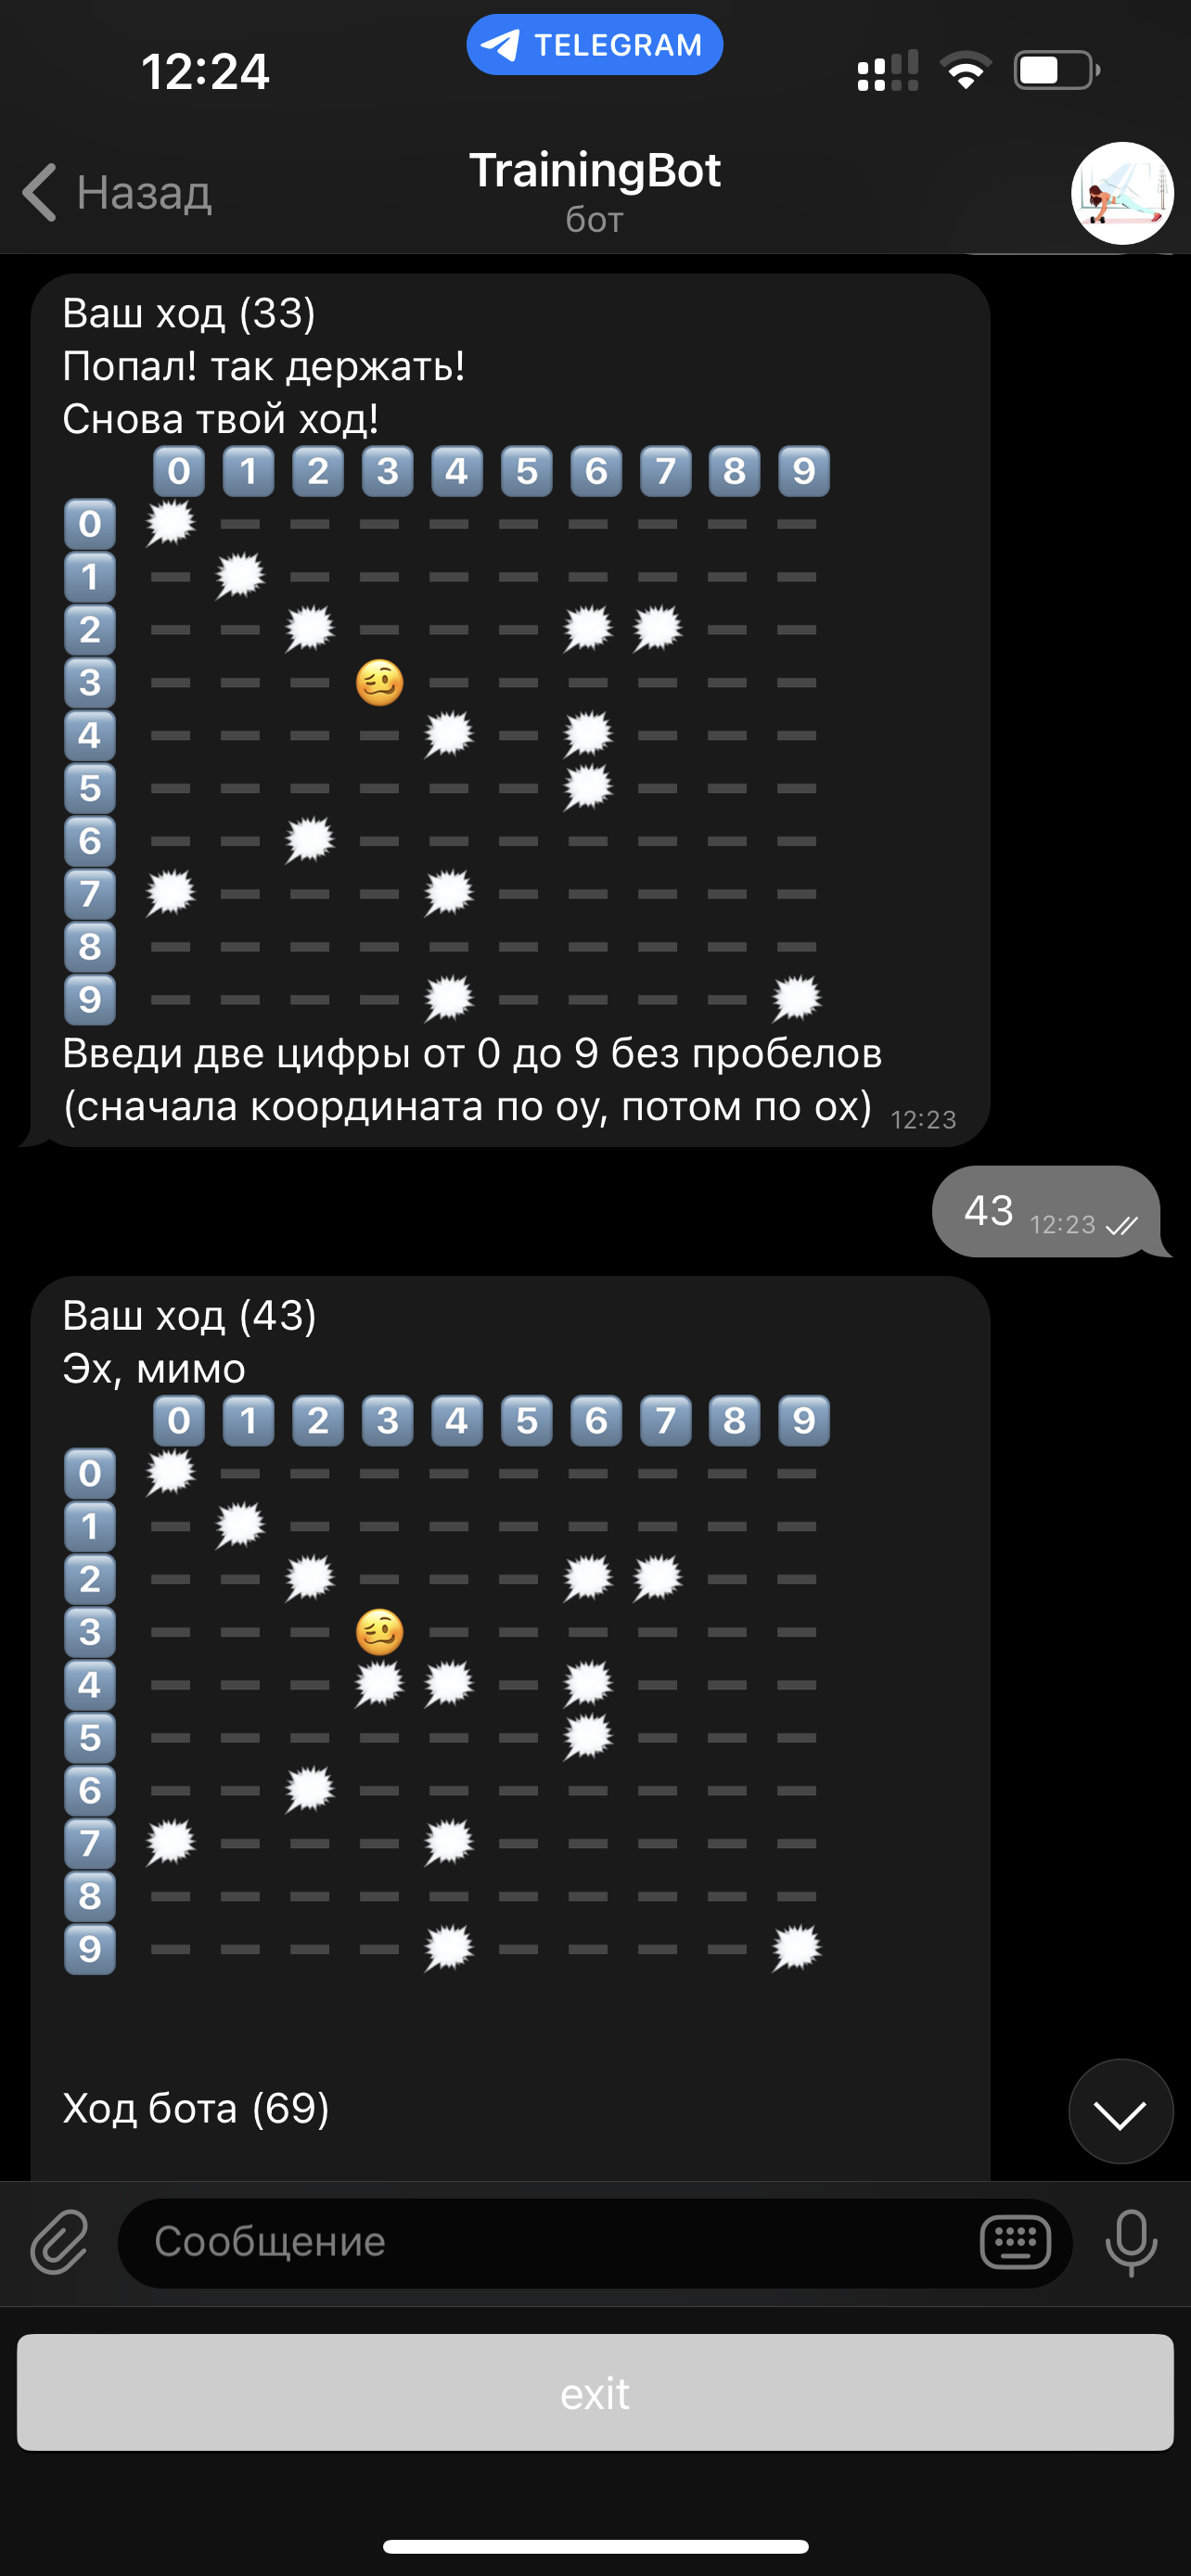 12:24
TELEGRAM
Назад
TrainingBot
бот
Ваш ход (33)
Попал! так держать!
Снова твой ход!
0 1 2 3 4 5 6 7 8 9
0
1
2
3
4
5
6
7
8
9
Введи две цифры от 0 до 9 без пробелов
(сначала координата по оу, потом по ох) 12:23
43 12:23
Ваш ход (43)
Эх, мимо
0 1 2 3 4 5 6 7 8 9
0
1
2
3
4
5
6
7
8
9
Ход бота (69)
Сообщение
exit